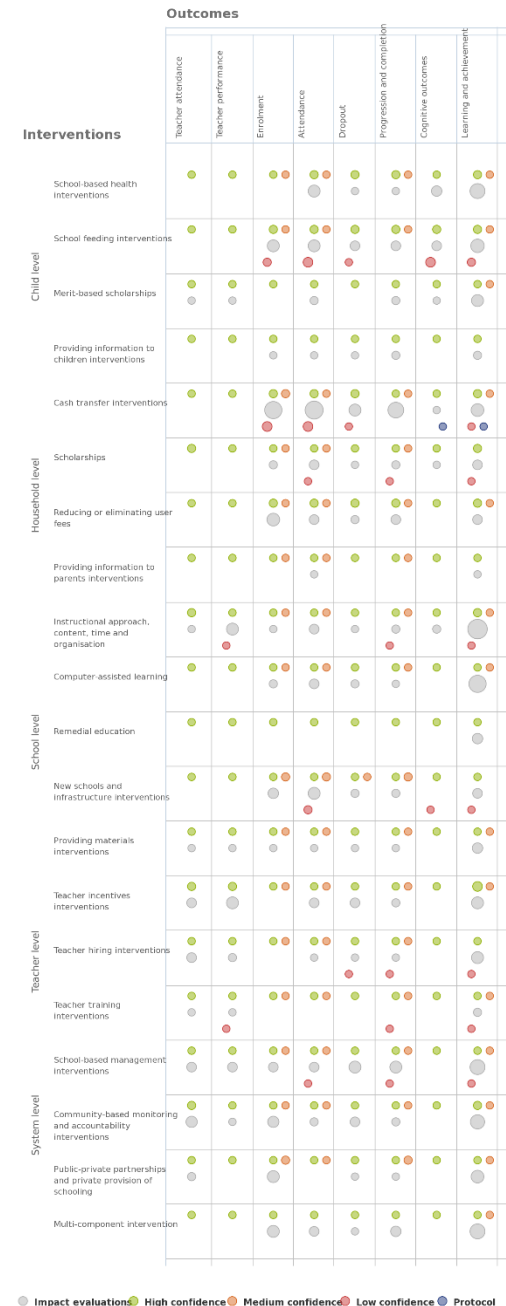 Outcomes
Interventions
Teacher attendance
Teacher performance
Enrolment
Attendance
Dropout
Progression and completion
Cognitive outcomes
Learning and achievement
Child level
School-based health
interventions
School feeding interventions
Merit-based scholarships
Providing information to
children interventions
Household level
Cash transfer interventions
Scholarships
Reducing or eliminating user
fees
Providing information to
parents interventions
School level
Instructional approach,
content, time and
organisation
Computer-assisted learning
Remedial education
New schools and
infrastructure interventions
Providing materials
interventions
Teacher level
Teacher incentives
interventions
Teacher hiring interventions
Teacher training
interventions
System level
School-based management
interventions
Community-based monitoring
and accountability
interventions
Public-private partnerships
and private provision of
schooling
Multi-component intervention
Impact evaluations High confidence Medium confidence Low confidence Protocol